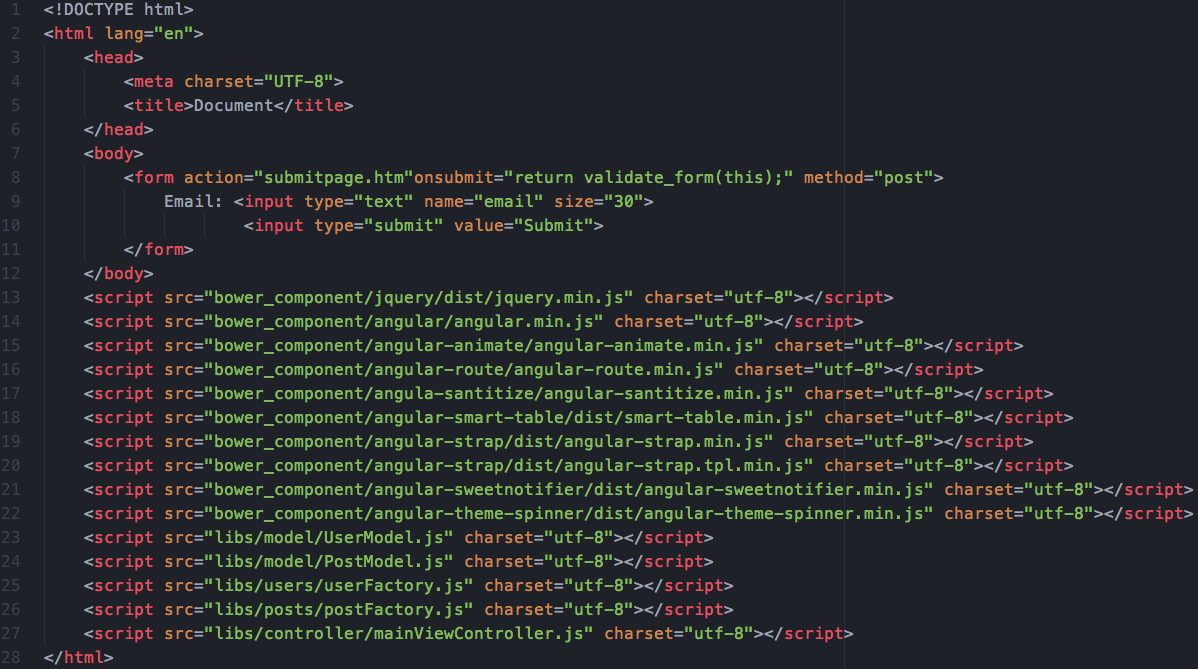 1 <!DOCTYPE html>
2 <html lang="en">
3 <head>
4 <meta charset="UTF-8">
5 <title>Document</title>
6 </head>
7 <body>
8 <form action="submitpage.htm"onsubmit="return validate_form(this);" method="post">
9 Email: <input type="text" name="email" size="30">
10 <input type="submit" value="Submit">
11 </form>
12 </body>
13 <script src="bower_component/jquery/dist/jquery.min.js" charset="utf-8"></script>
14 <script src="bower_component/angular/angular.min.js" charset="utf-8"></script>
15 <script src="bower_component/angular-animate/angular-animate.min.js" charset="utf-8"></script>
16 <script src="bower_component/angular-route/angular-route.min.js" charset="utf-8"></script>
17 <script src="bower_component/angula-santitize/angular-santitize.min.js" charset="utf-8"></script>
18 <script src="bower_component/angular-smart-table/dist/smart-table.min.js" charset="utf-8"></script>
19 <script src="bower_component/angular-strap/dist/angular-strap.min.js" charset="utf-8"></script>
20 <script src="bower_component/angular-strap/dist/angular-strap.tpl.min.js" charset="utf-8"></script>
21 <script src="bower_component/angular-sweetnotifier/dist/angular-sweetnotifier.min.js" charset="utf-8"></script>
22 <script src="bower_component/angular-theme-spinner/dist/angular-theme-spinner.min.js" charset="utf-8"></script>
23 <script src="libs/model/UserModel.js" charset="utf-8"></script>
24 <script src="libs/model/PostModel.js" charset="utf-8"></script>
25 <script src="libs/users/userFactory.js" charset="utf-8"></script>
26 <script src="libs/posts/postFactory.js" charset="utf-8"></script>
27 <script src="libs/controller/mainViewController.js" charset="utf-8"></script>
28 </html>